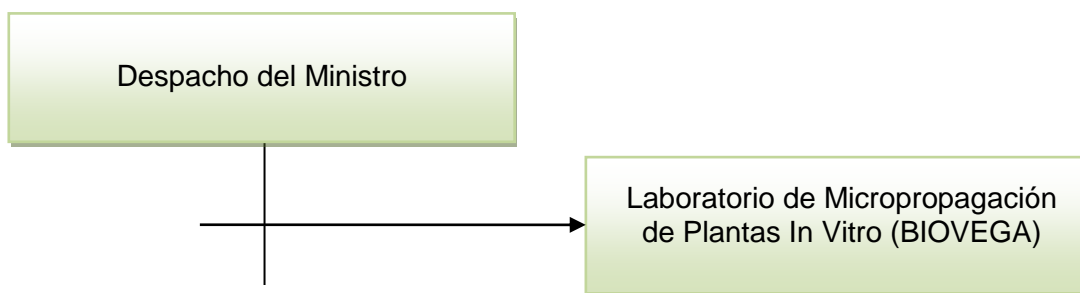 Despacho del Ministro
Laboratorio de Micropropagación
de Plantas In Vitro (BIOVEGA)